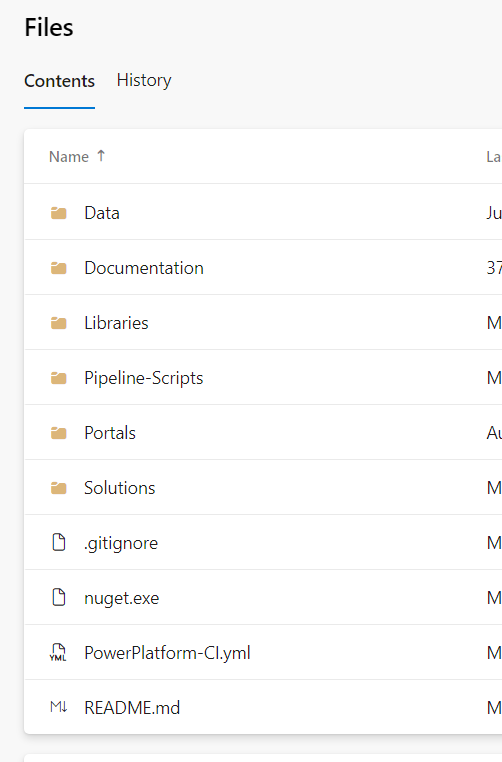 Files
Contents History
Name ↑ La
Data Ju
Documentation 37
Libraries M
Pipeline-Scripts M
Portals Au
Solutions M
.gitignore M
nuget.exe M
YML PowerPlatform-CI.yml M
M↓ README.md M